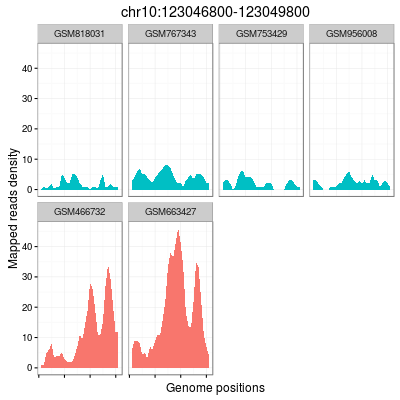 chr10:123046800-123049800
GSM818031 GSM767343 GSM753429 GSM956008
40
30
20
10
0
Mapped reads density
GSM466732 GSM663427
40
30
20
10
0
Genome positions